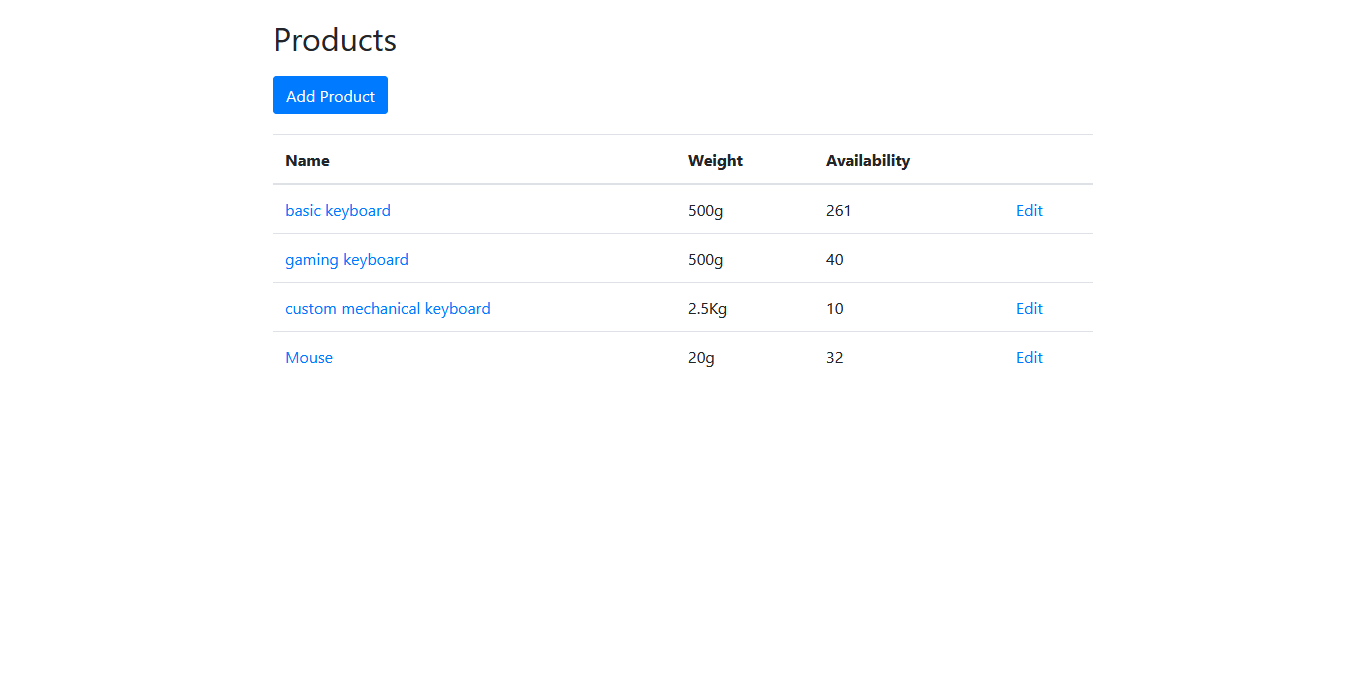 Products
Add Product
Name Weight Availability
basic keyboard 500g 261 Edit
gaming keyboard 500g 40
custom mechanical keyboard 2.5Kg 10 Edit
Mouse 20g 32 Edit